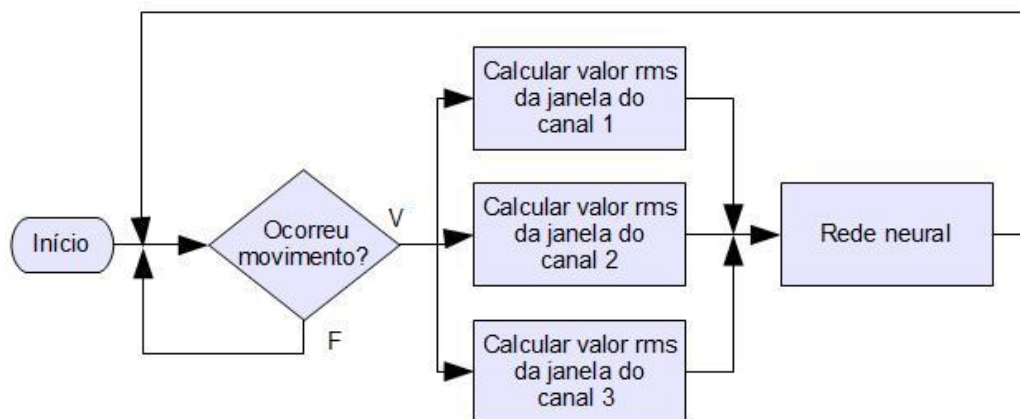 Calcular valor rms
da janela do
canal 1
Início
Ocorreu
movimento?
V
F
Calcular valor rms
da janela do
canal 2
Rede neural
Calcular valor rms
da janela do
canal 3